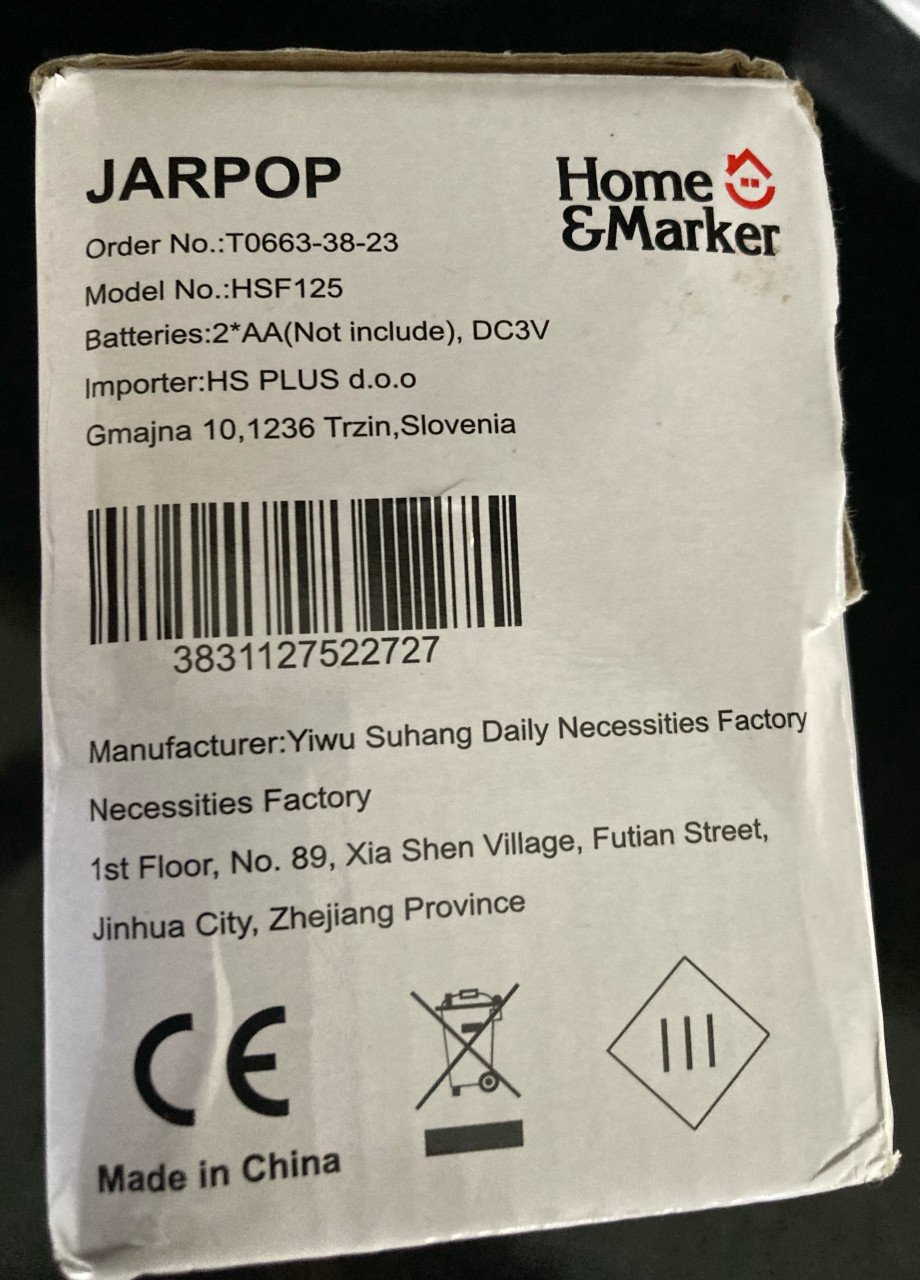 JARPOP
Home
&Marker
Order No.:T0663-38-23
Model No.:HSF125
Batteries:2*AA(Not include), DC3V
Importer:HS PLUS d.o.o
Gmajna 10,1236 Trzin,Slovenia
3831127522727
Manufacturer:Yiwu Suhang Daily Necessities Factory
Necessities Factory
1st Floor, No. 89, Xia Shen Village, Futian Street,
Jinhua City, Zhejiang Province
CE
III
Made in China